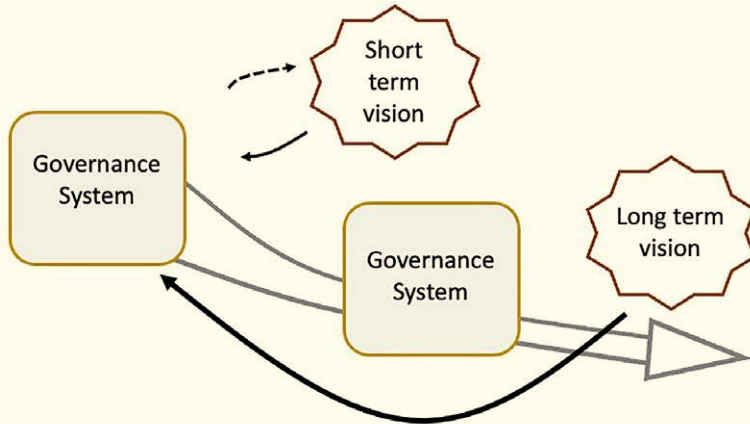 Short
term
vision
Governance
System
Governance
System
Long term
vision